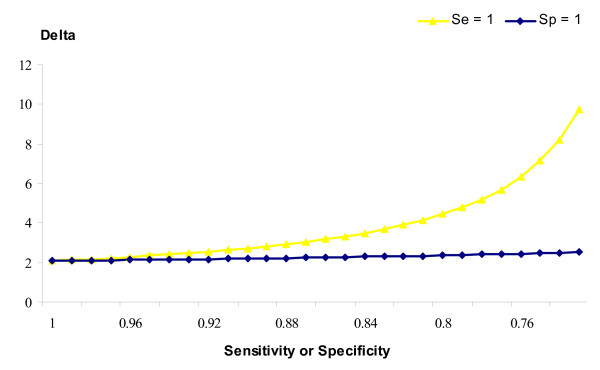 Se = 1 Sp = 1
Delta
12
10
8
6
4
2
0
1 0.96 0.92 0.88 0.84 0.8 0.76
Sensitivity or Specificity